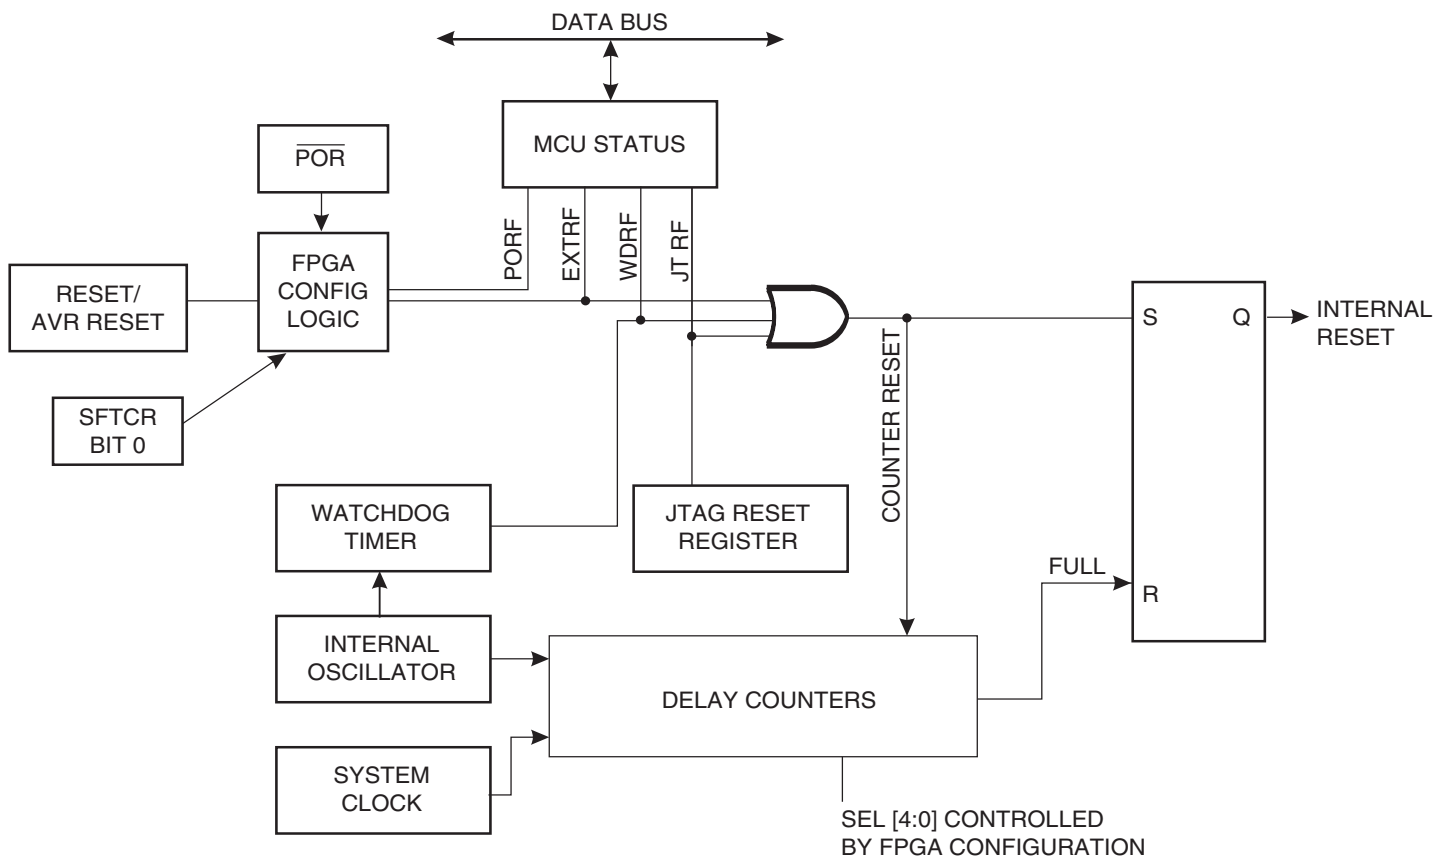 DATA BUS
MCU STATUS
POR
PORF
EXTRF
WDRF
JT RF
FPGA
CONFIG
LOGIC
RESET/
AVR RESET
SFTCR
BIT 0
S
Q
INTERNAL
RESET
COUNTER RESET
WATCHDOG
TIMER
JTAG RESET
REGISTER
FULL
R
INTERNAL
OSCILLATOR
DELAY COUNTERS
SYSTEM
CLOCK
SEL [4:0] CONTROLLED
BY FPGA CONFIGURATION